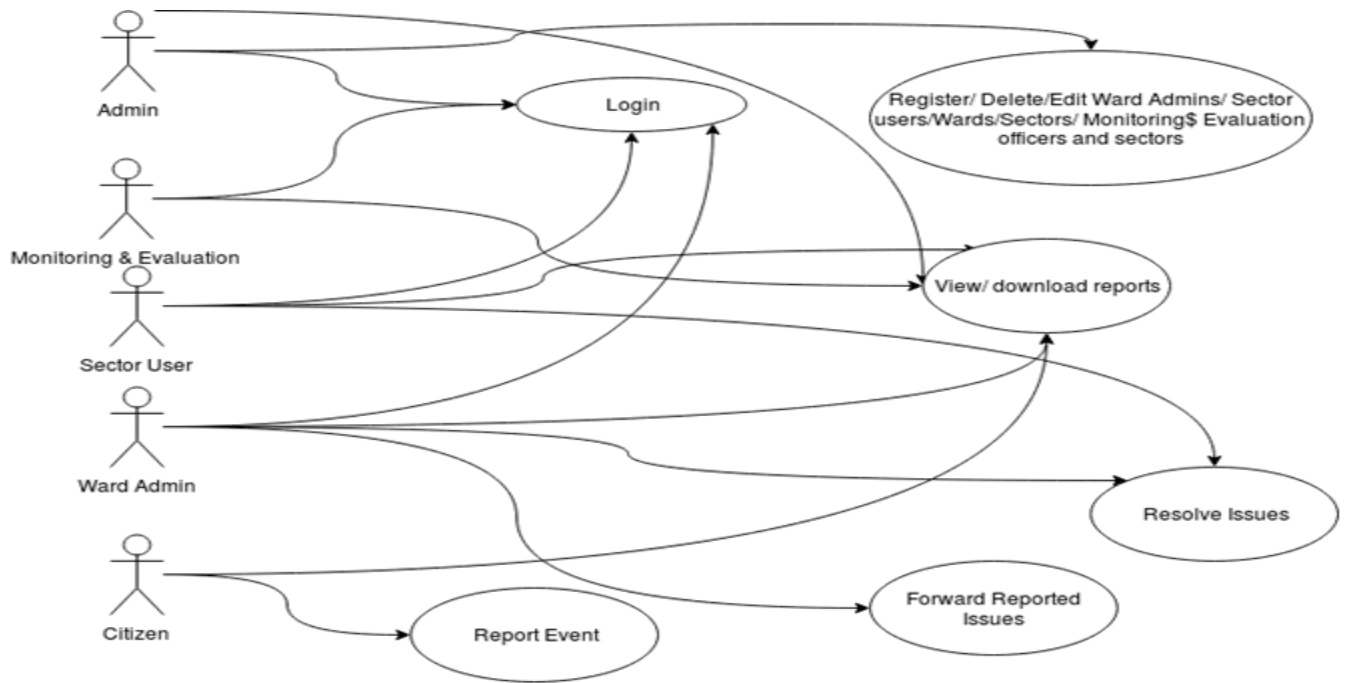 Admin
Login
Register/ Delete/Edit Ward Admins/ Sector
users/Wards/Sectors/ Monitoring$ Evaluation
officers and sectors
Monitoring & Evaluation
View/ download reports
Sector User
Ward Admin
Resolve Issues
Citizen
Report Event
Forward Reported
Issues